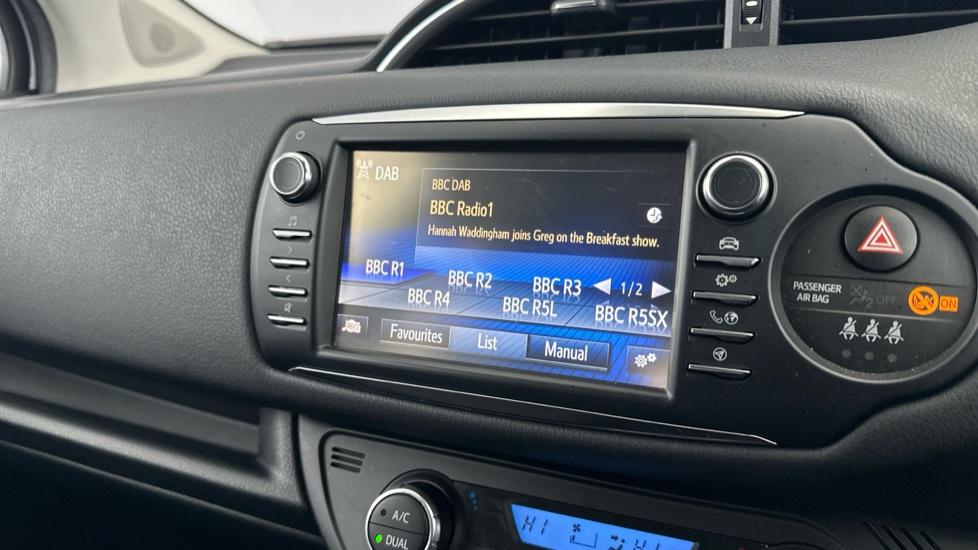 DAB
BBC DAB
BBC Radio1
Hannah Waddingham joins Greg on the Breakfast show.
BBC R1 BBC R2 BBC R3 1/2
BBC R4 BBC R5L BBC R5SX
Favourites List Manual
PASSENGER AIR BAG OFF ON
A/C
DUAL
HI HI